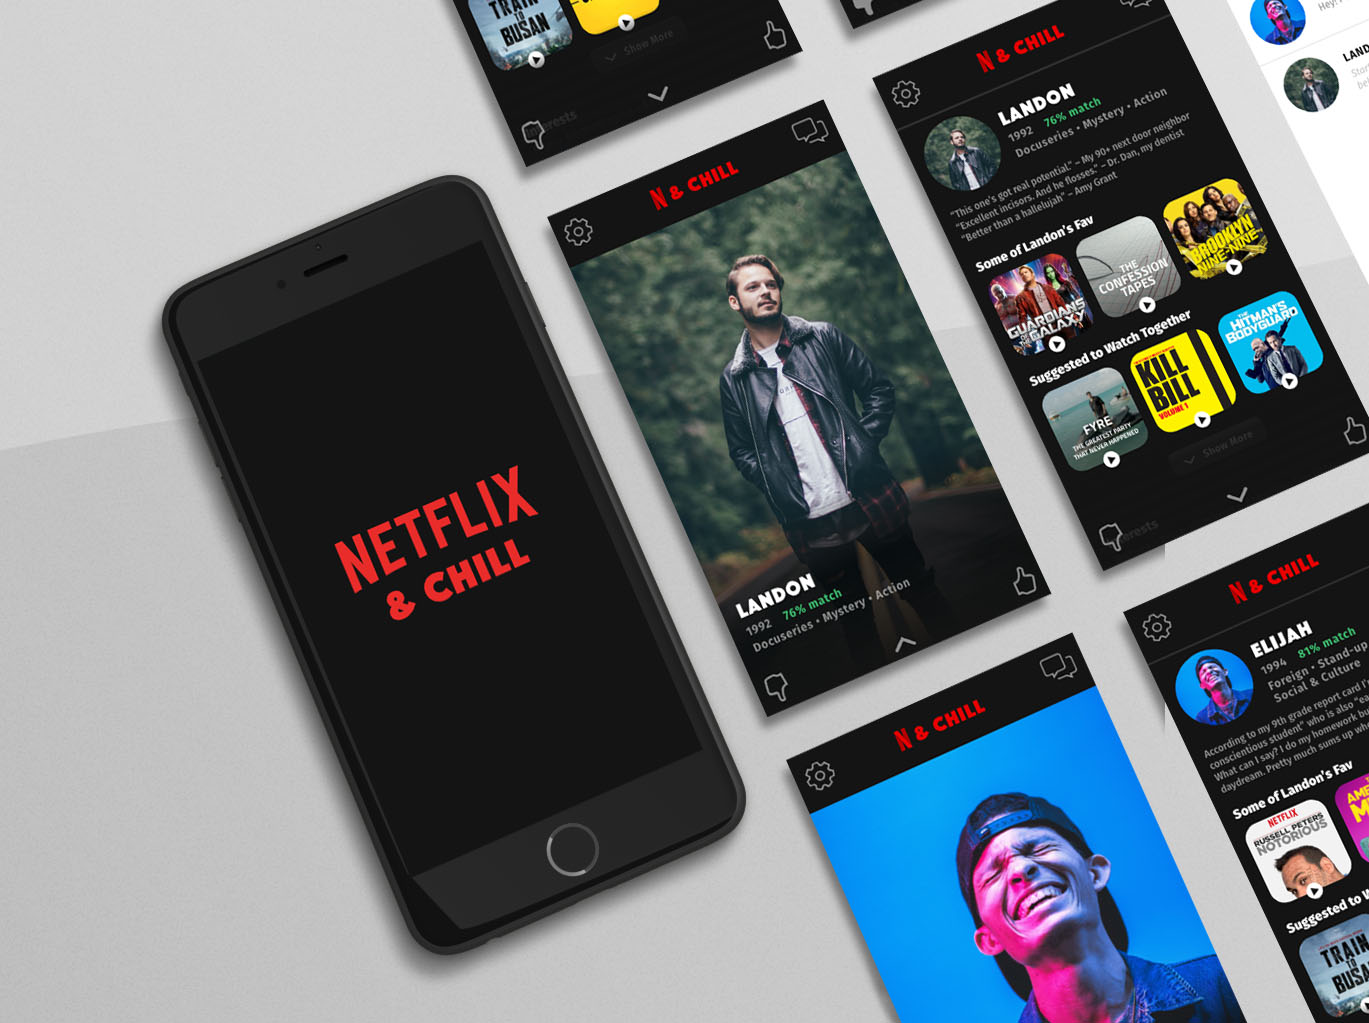 TRAIN
TO
BUSAN
Show More
Interests
NETFLIX
& CHILL
N & CHILL
LANDON
1992 76% match
Docuseries • Mystery • Action
N & CHILL
LANDON
1992 76% match
Docuseries • Mystery • Action
“This one’s got real potential.” – My 90+ next door neighbor
“Excellent incisors. And he flosses.” – Dr. Dan, my dentist
“Better than a hallelujah” – Amy Grant
Some of Landon’s Fav
GUARDIANS
OF THE
GALAXY
THE
CONFESSION
TAPES
BROOKLYN
NINE-NINE
Suggested to Watch Together
FYRE
THE GREATEST PARTY
THAT NEVER HAPPENED
KILL
BILL
VOLUME 1
THE
HITMAN’S
BODYGUARD
Show More
Hey!
LAND
Star
N & CHILL
N & CHILL
ELIJAH
1994 81% match
Foreign • Stand-up
Social & Culture
According to my 9th grade report card I’
conscientious student” who is also “ea
What can I say? I do my homework bu
daydream. Pretty much sums up whe
Some of Landon’s Fav
NETFLIX
RUSSELL PETERS
NOTORIOUS
AME
M
Suggested to W
TRAIN
TO
BUSAN